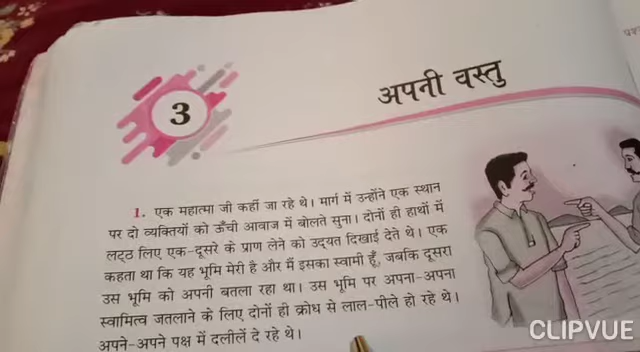 3
अपनी वस्तु
1. एक महात्मा जी कहीं जा रहे थे। मार्ग में उन्होंने एक स्थान
पर दो व्यक्तियों को ऊँची आवाज में बोलते सुना। दोनों ही हाथों में
लट्ठ लिए एक-दूसरे के प्राण लेने को उद्यत दिखाई देते थे। एक
कहता था कि यह भूमि मेरी है और मैं इसका स्वामी हूँ, जबकि दूसरा
उस भूमि को अपनी बतला रहा था। उस भूमि पर अपना-अपना
स्वामित्व जतलाने के लिए दोनों ही क्रोध से लाल-पीले हो रहे थे।
अपने-अपने पक्ष में दलीलें दे रहे थे।
CLIPVUE